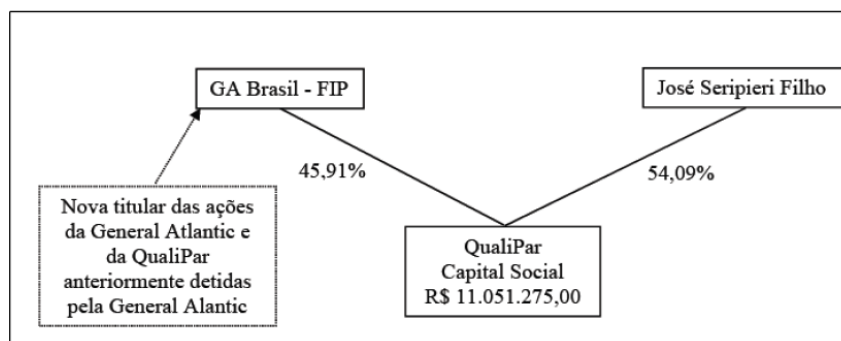 GA Brasil - FIP
José Seripieri Filho
45,91%
54,09%
Nova titular das ações
da General Atlantic e
da QualiPar
anteriormente detidas
pela General Alantic
QualiPar
Capital Social
R$ 11.051.275,00